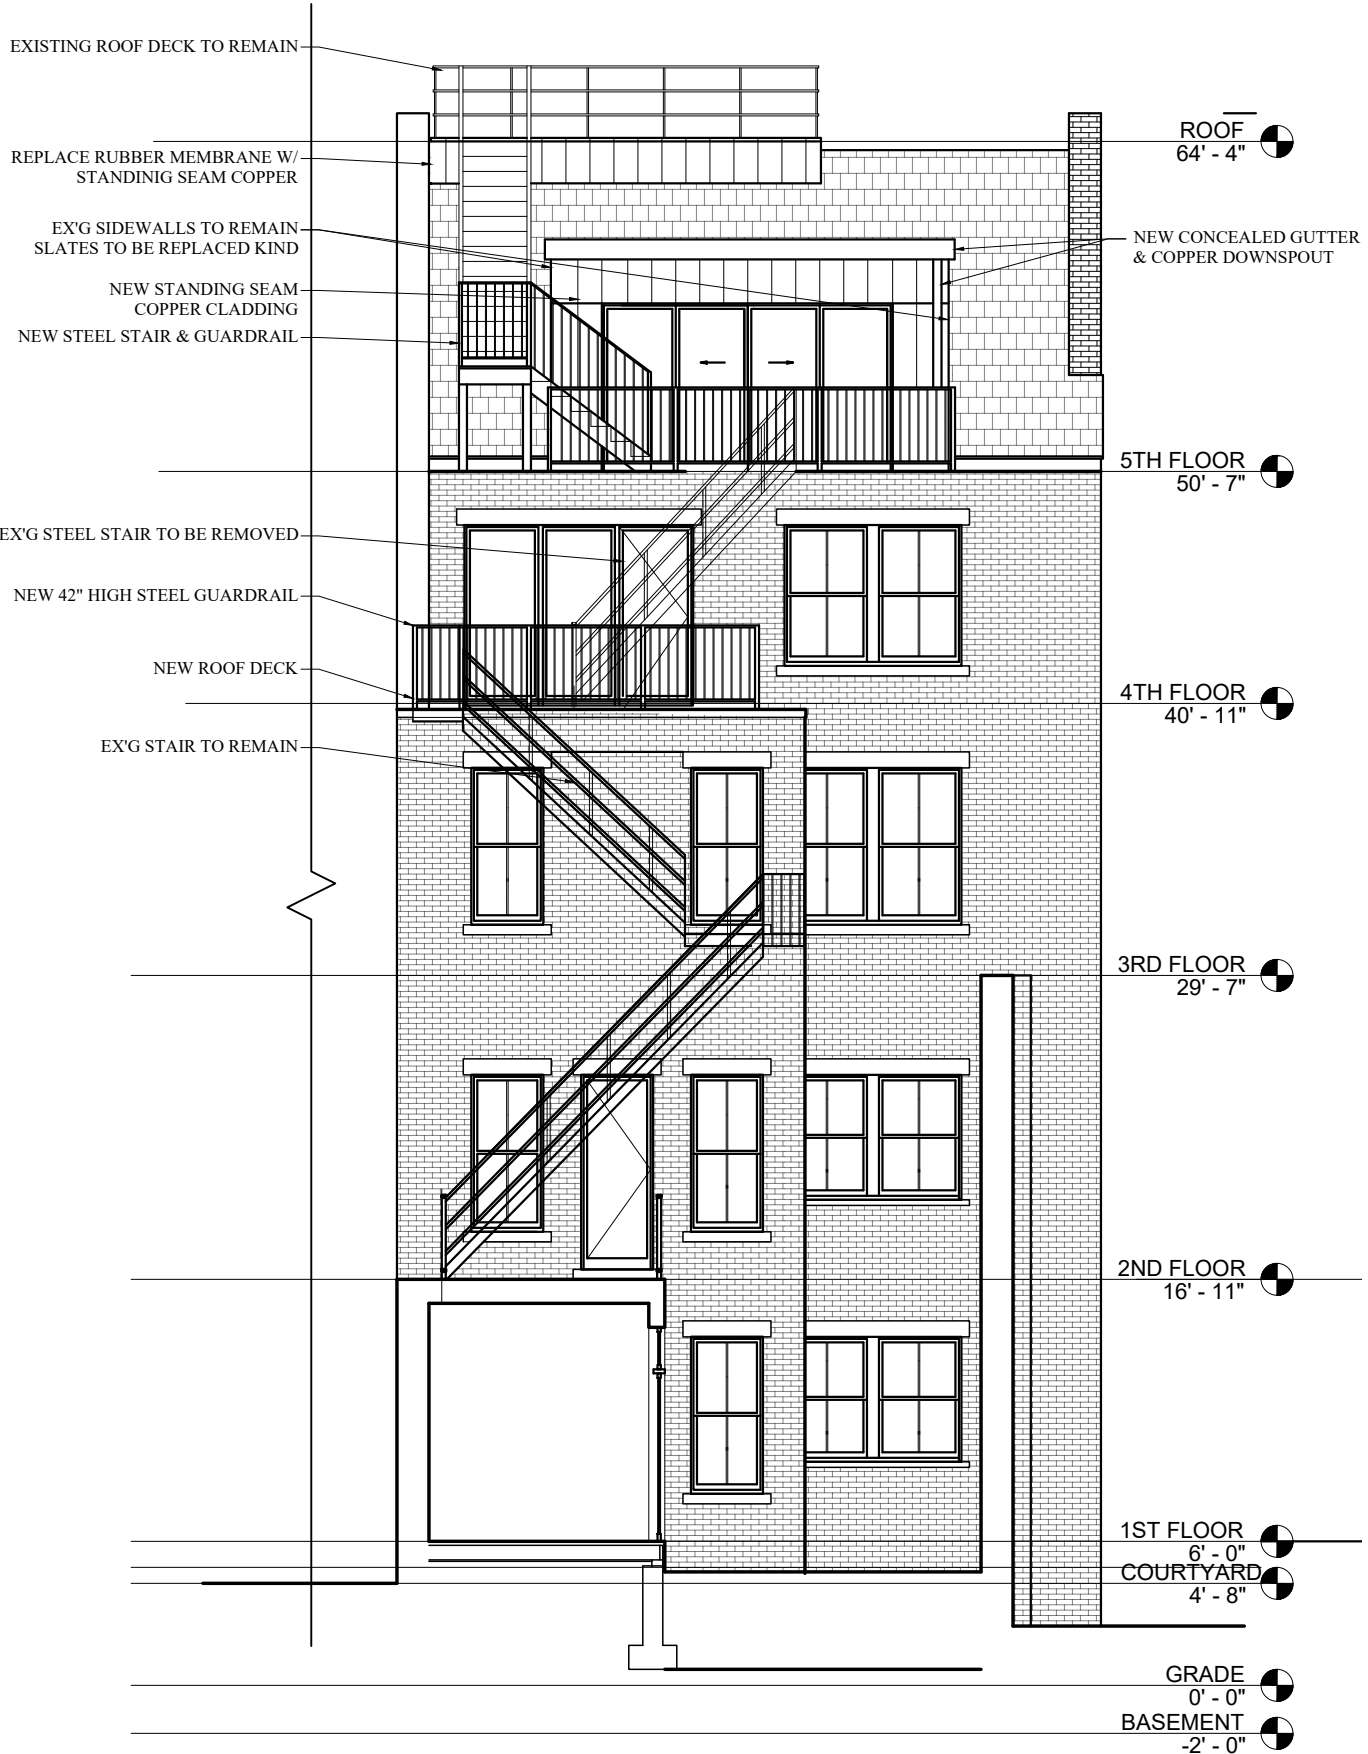 EXISTING ROOF DECK TO REMAIN
ROOF
64' - 4"
REPLACE RUBBER MEMBRANE W/
STANDINIG SEAM COPPER
EX'G SIDEWALLS TO REMAIN
SLATES TO BE REPLACED KIND
NEW CONCEALED GUTTER
& COPPER DOWNSPOUT
NEW STANDING SEAM
COPPER CLADDING
NEW STEEL STAIR & GUARDRAIL
5TH FLOOR
50' - 7"
EX'G STEEL STAIR TO BE REMOVED
NEW 42" HIGH STEEL GUARDRAIL
NEW ROOF DECK
4TH FLOOR
40' - 11"
EX'G STAIR TO REMAIN
3RD FLOOR
29' - 7"
2ND FLOOR
16' - 11"
1ST FLOOR
6' - 0"
COURTYARD
4' - 8"
GRADE
0' - 0"
BASEMENT
-2' - 0"